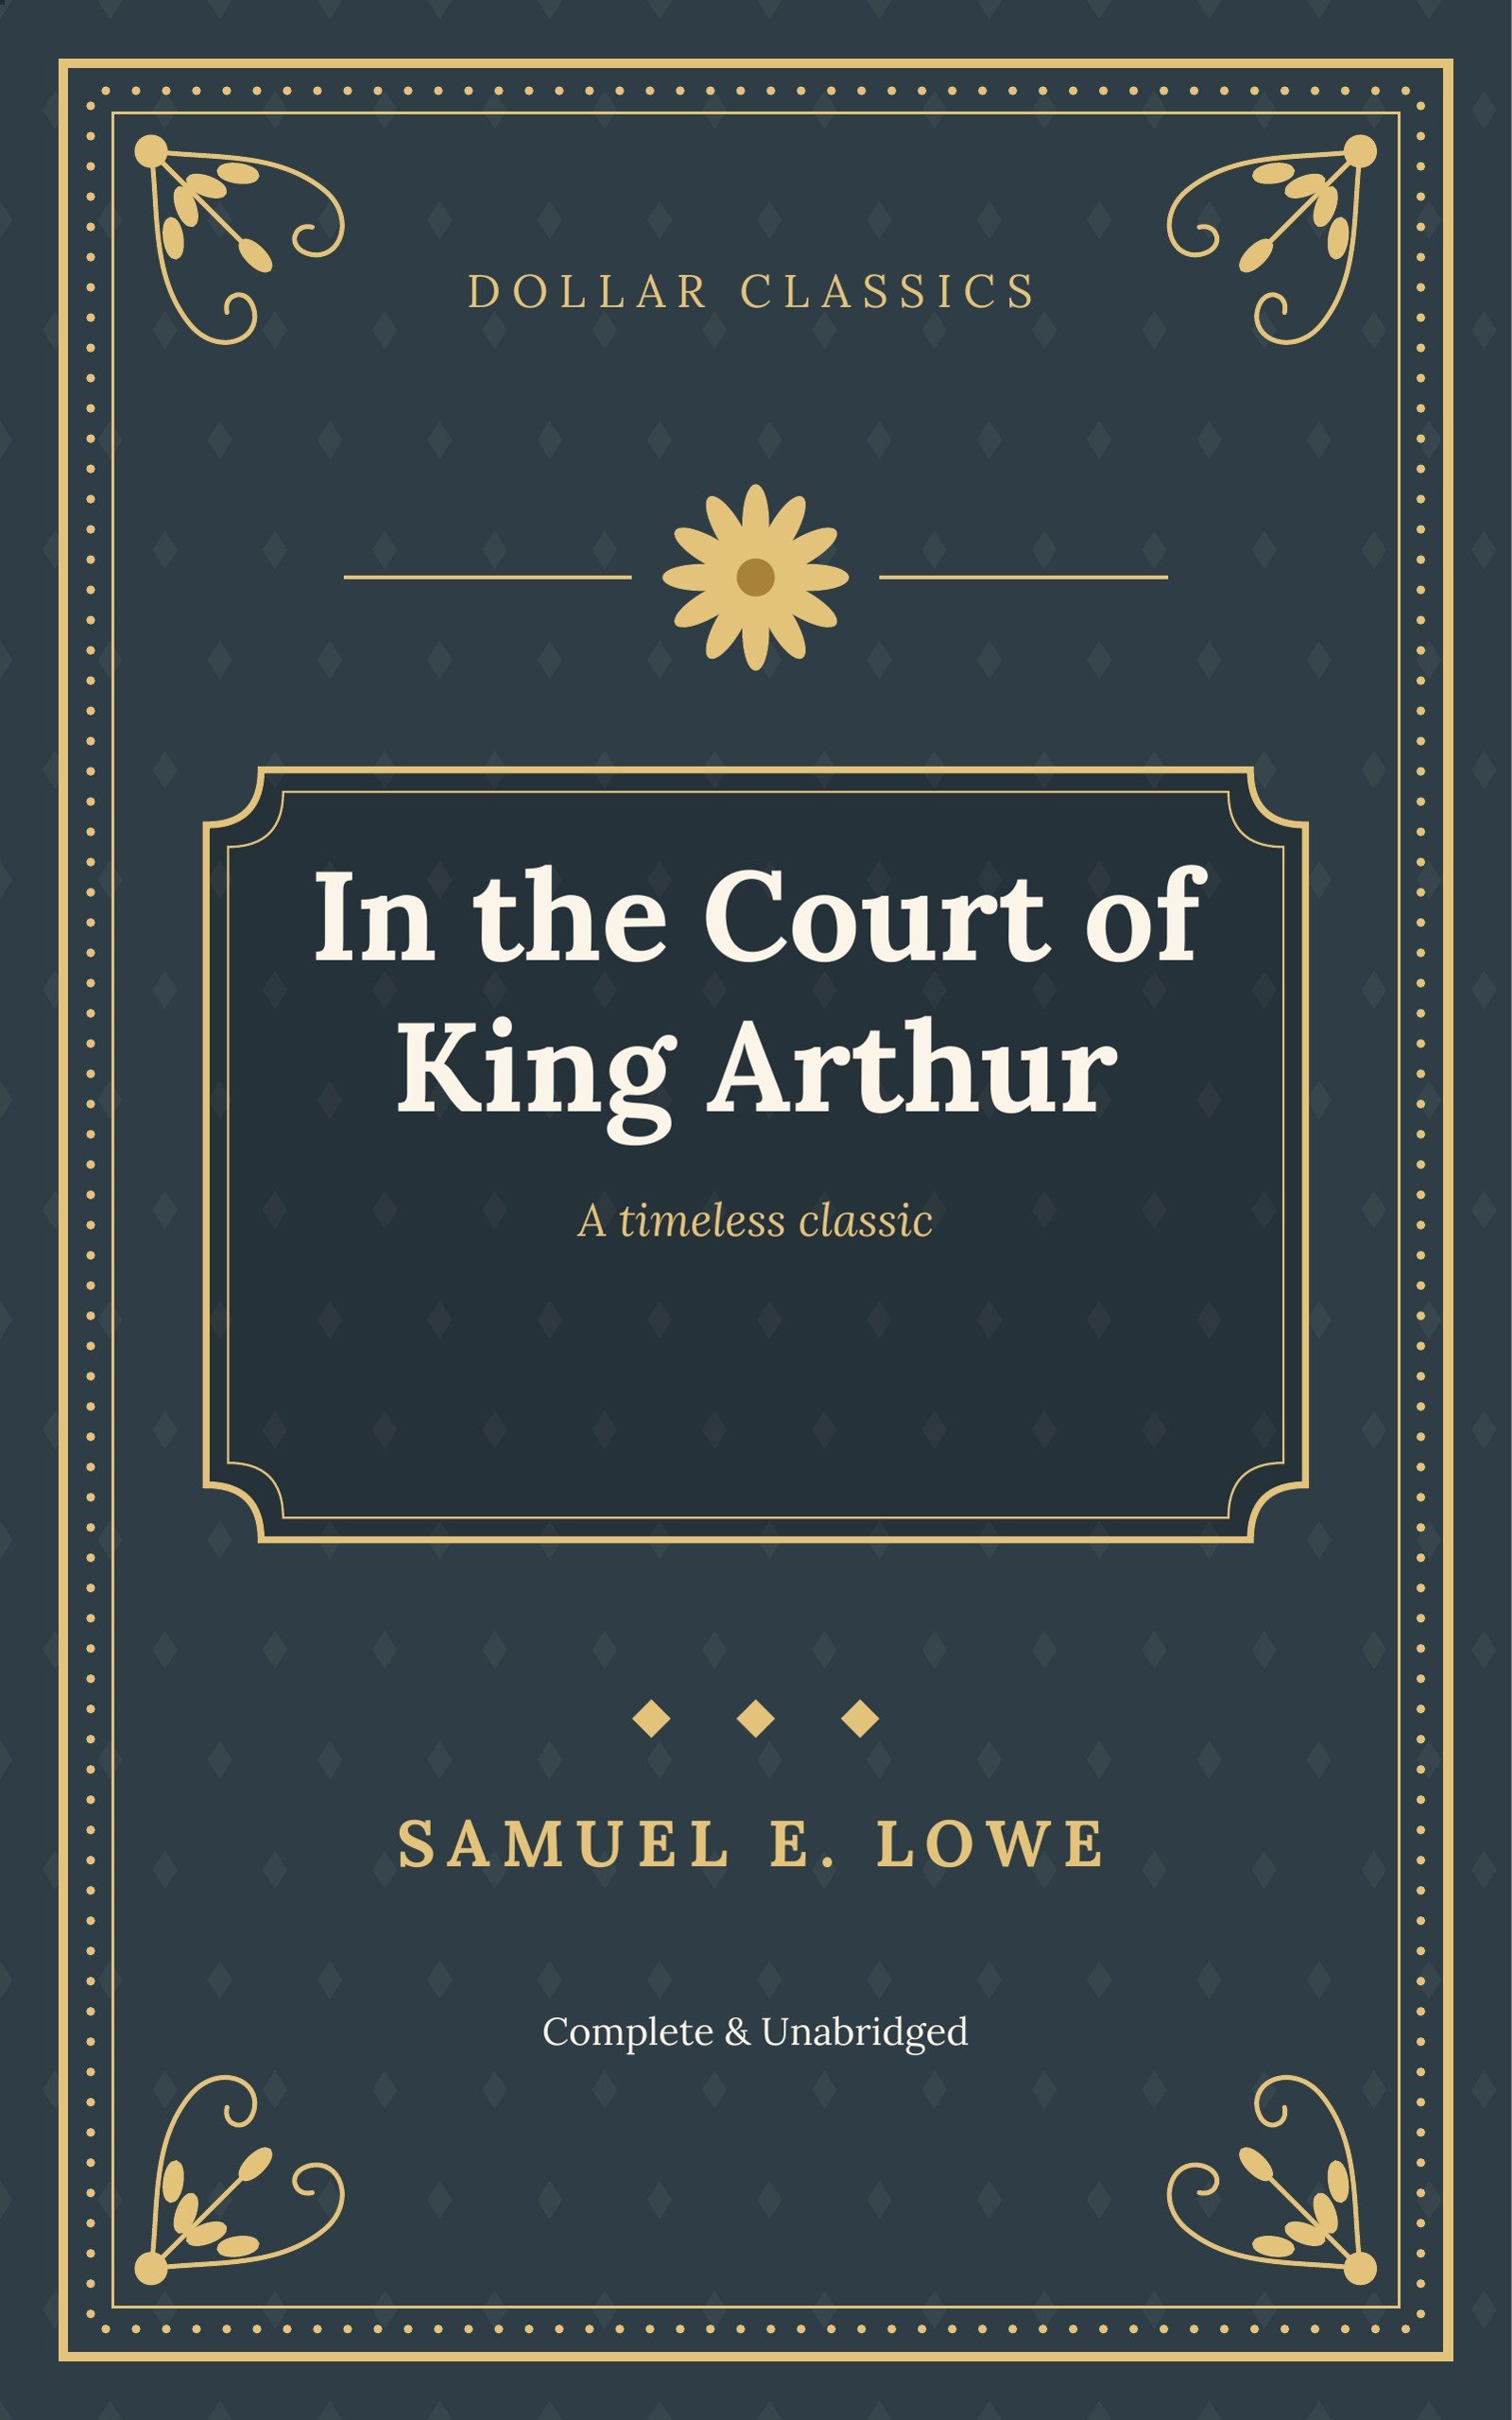 DOLLAR CLASSICS
In the Court of
King Arthur
A timeless classic
SAMUEL E. LOWE
Complete & Unabridged